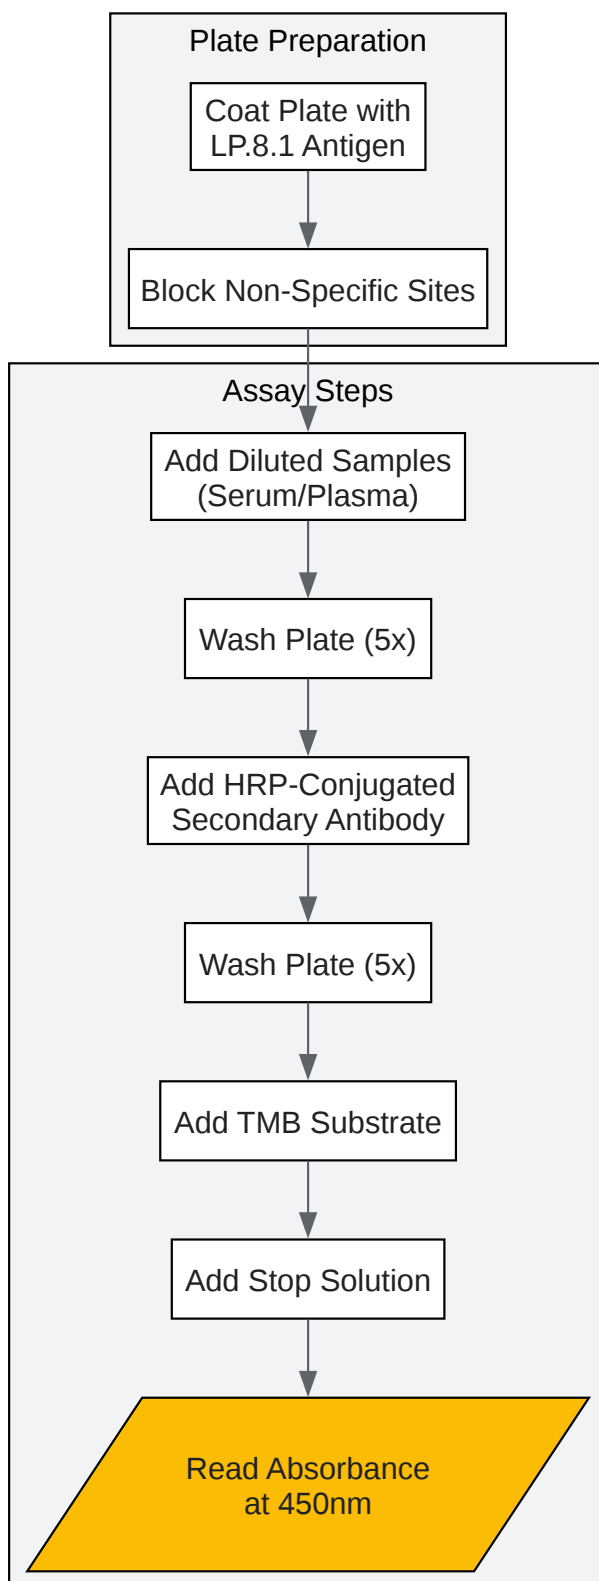 Plate Preparation
Coat Plate with
LP.8.1 Antigen
Block Non-Specific Sites
Assay Steps
Add Diluted Samples
(Serum/Plasma)
Wash Plate (5x)
Add HRP-Conjugated
Secondary Antibody
Wash Plate (5x)
Add TMB Substrate
Add Stop Solution
Read Absorbance
at 450nm